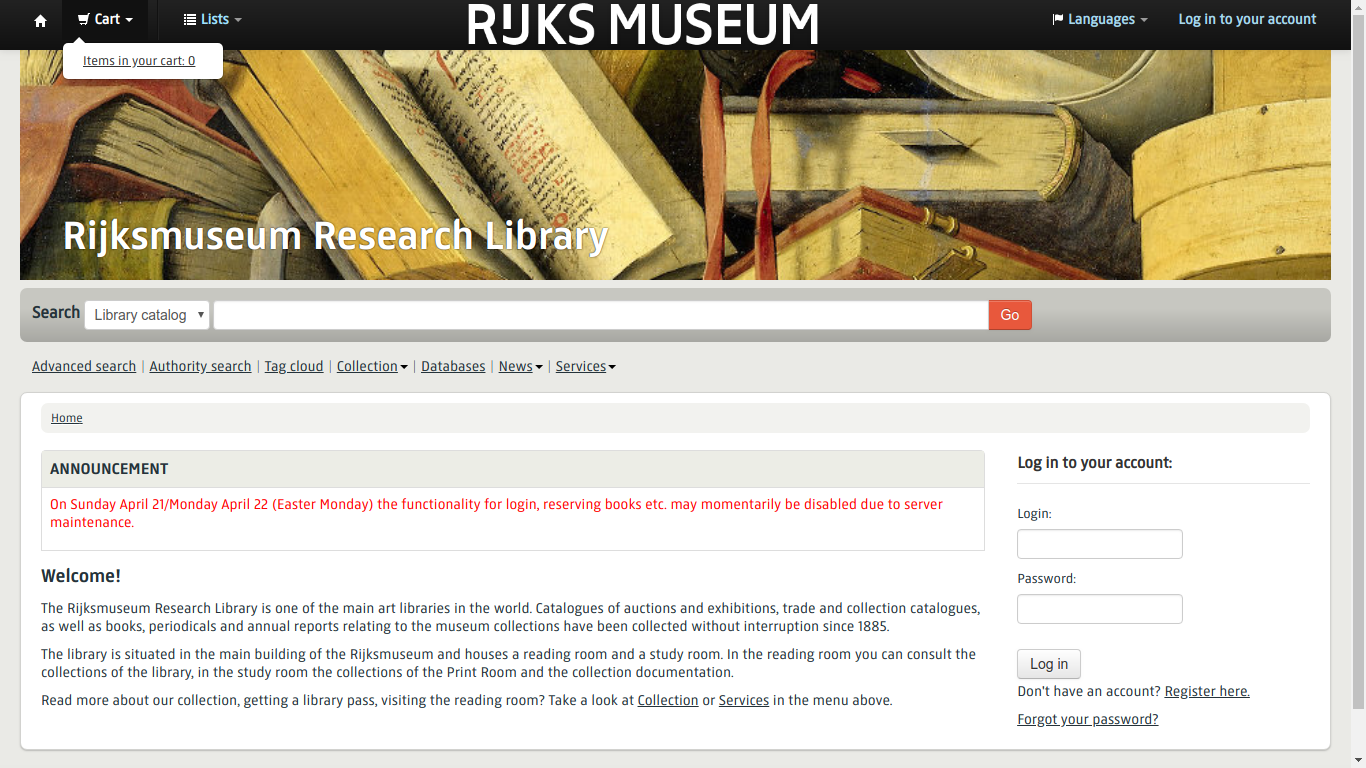 Cart
Lists
RIJKS MUSEUM
Languages
Log in to your account
Items in your cart: 0
Rijksmuseum Research Library
Search
Library catalog
Go
Advanced search | Authority search | Tag cloud | Collection | Databases | News | Services
Home
ANNOUNCEMENT
On Sunday April 21/Monday April 22 (Easter Monday) the functionality for login, reserving books etc. may momentarily be disabled due to server
maintenance.
Welcome!
The Rijksmuseum Research Library is one of the main art libraries in the world. Catalogues of auctions and exhibitions, trade and collection catalogues,
as well as books, periodicals and annual reports relating to the museum collections have been collected without interruption since 1885.
The library is situated in the main building of the Rijksmuseum and houses a reading room and a study room. In the reading room you can consult the
collections of the library, in the study room the collections of the Print Room and the collection documentation.
Read more about our collection, getting a library pass, visiting the reading room? Take a look at Collection or Services in the menu above.
Log in to your account:
Login:
Password:
Log in
Don't have an account? Register here.
Forgot your password?